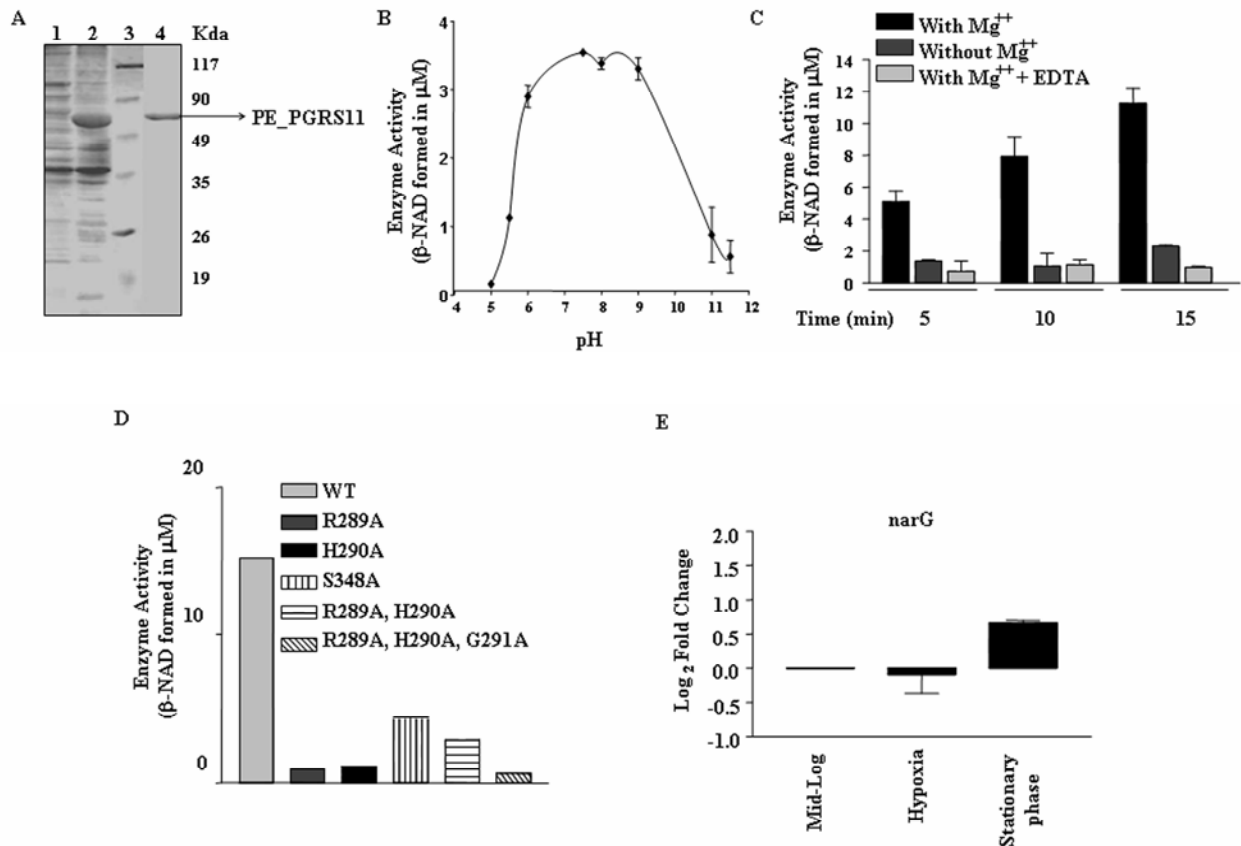 A
1 2 3 4 Kda
117
90
PE_PGRS11
49
35
26
19
B
Enzyme Activity
(β-NAD formed in μM)
4
3
2
1
0
4 5 6 7 8 9 10 11 12
pH
C
With Mg++
Without Mg++
With Mg++ + EDTA
Enzyme Activity
(β-NAD formed in μM)
14
12
10
8
6
4
2
0
Time (min) 5 10 15
D
Enzyme Activity
(β-NAD formed in μM)
20
10
0
WT
R289A
H290A
S348A
R289A, H290A
R289A, H290A, G291A
E
narG
Log 2 Fold Change
2.0
1.5
1.0
0.5
0.0
-0.5
-1.0
Mid-Log
Hypoxia
Stationary
phase